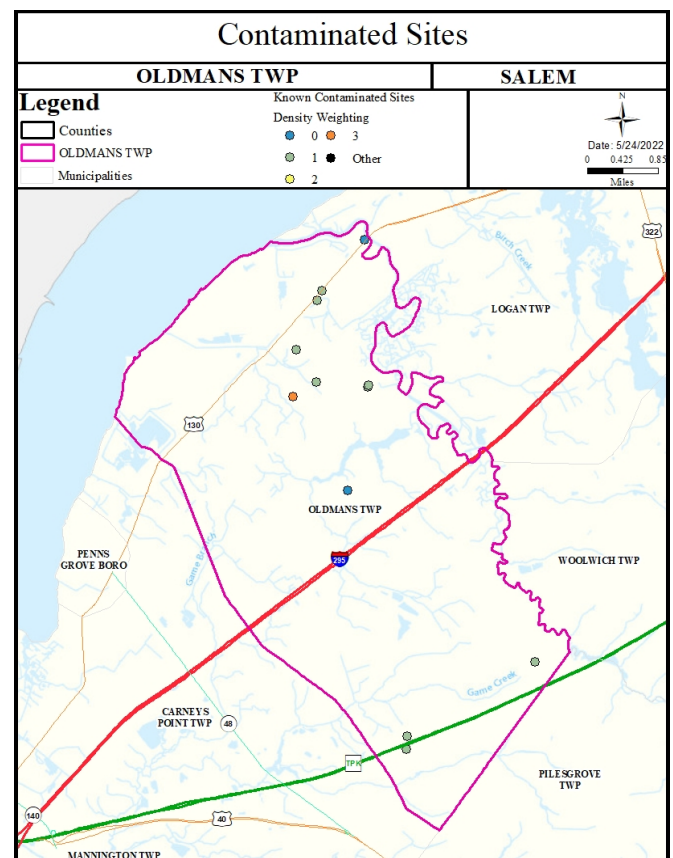 Contaminated Sites
OLDMANS TWP
SALEM
Legend
Counties
OLDMANS TWP
Municipalities
Known Contaminated Sites
Density Weighting
0 3
1 Other
2
N
Date: 5/24/2022
0 0.425 0.85
Miles
322
Birch Creek
LOGAN TWP
130
OLDMANS TWP
PENNS
GROVE BORO
Game Branch
295
WOOLWICH TWP
Game Creek
CARNEYS
POINT TWP
48
TPK
PILESGROVE
TWP
140
40
MANNINGTON TWP